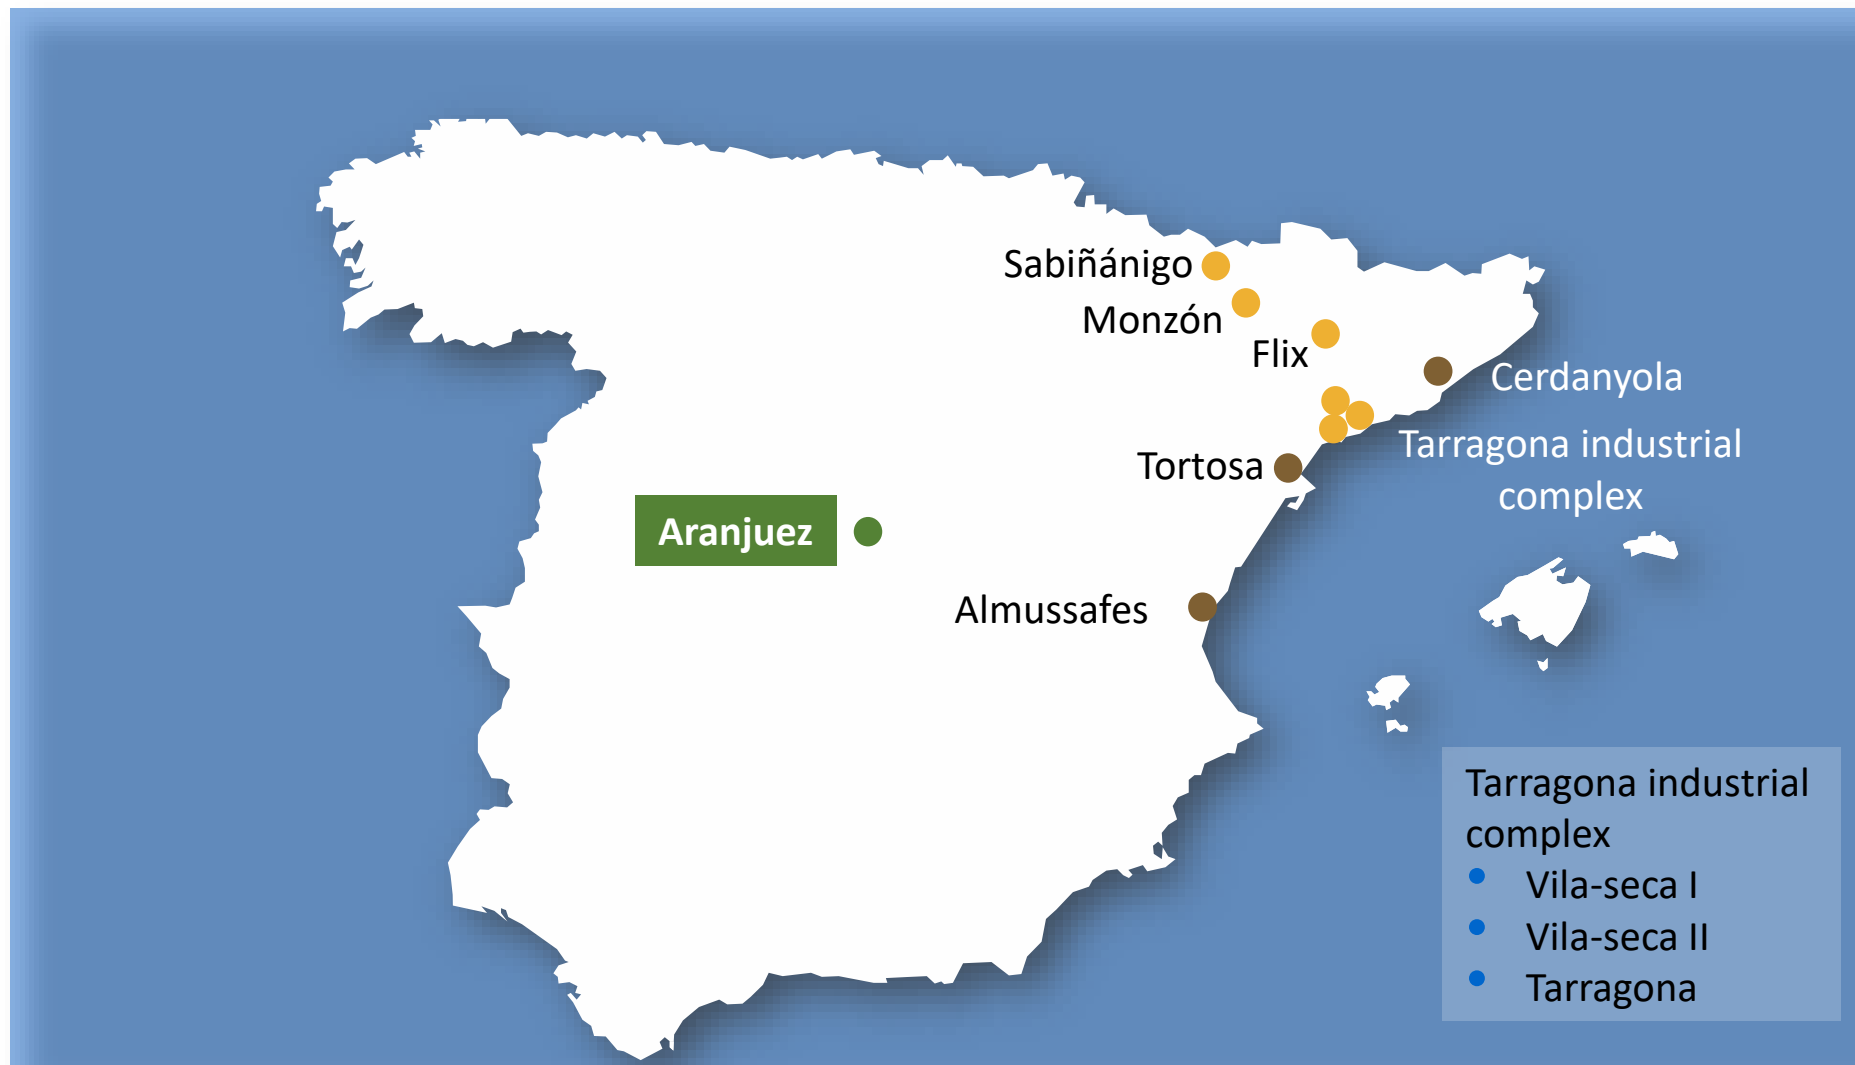 Sabiñánigo
Monzón
Flix
Cerdanyola
Tarragona industrial
complex
Tortosa
Aranjuez
Almussafes
Tarragona industrial
complex
• Vila-seca I
• Vila-seca II
• Tarragona